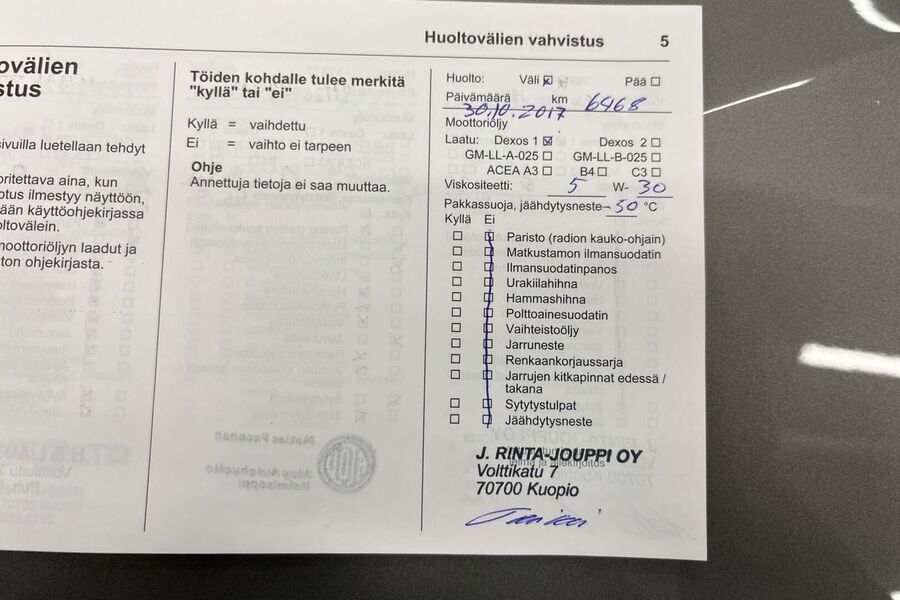 Huoltovälien vahvistus 5
ovälien
stus
sivuilla luetellaan tehdyt
oritettava aina, kun
otus ilmestyy näyttöön,
ään käyttöohjekirjassa
oltovälein.
moottoriöljyn laadut ja
ton ohjekirjasta.
Töiden kohdalle tulee merkitä
"kyllä" tai "ei"
Kyllä = vaihdettu
Ei = vaihto ei tarpeen
Ohje
Annettuja tietoja ei saa muuttaa.
Huolto: Väli ☒ Pää ☐
Päivämäärä km 6468
30.10.2017
Moottoriöljy
Laatu: Dexos 1 ☒ Dexos 2 ☐
GM-LL-A-025 ☐ GM-LL-B-025 ☐
ACEA A3 ☐ B4 ☐ C3 ☐
Viskositeetti: 5 W- 30
Pakkassuoja, jäähdytysneste -50 °C
Kyllä Ei
☐ ☐ Paristo (radion kauko-ohjain)
☐ ☐ Matkustamon ilmansuodatin
☐ ☐ Ilmansuodatinpanos
☐ ☐ Urakiilahihna
☐ ☐ Hammashihna
☐ ☐ Polttoainesuodatin
☐ ☐ Vaihteistoöljy
☐ ☐ Jarruneste
☐ ☐ Renkaankorjaussarja
☐ ☐ Jarrujen kitkapinnat edessä /
takana
☐ ☐ Sytytystulpat
☐ ☐ Jäähdytysneste
J. RINTA-JOUPPI OY
Volttikatu 7
70700 Kuopio